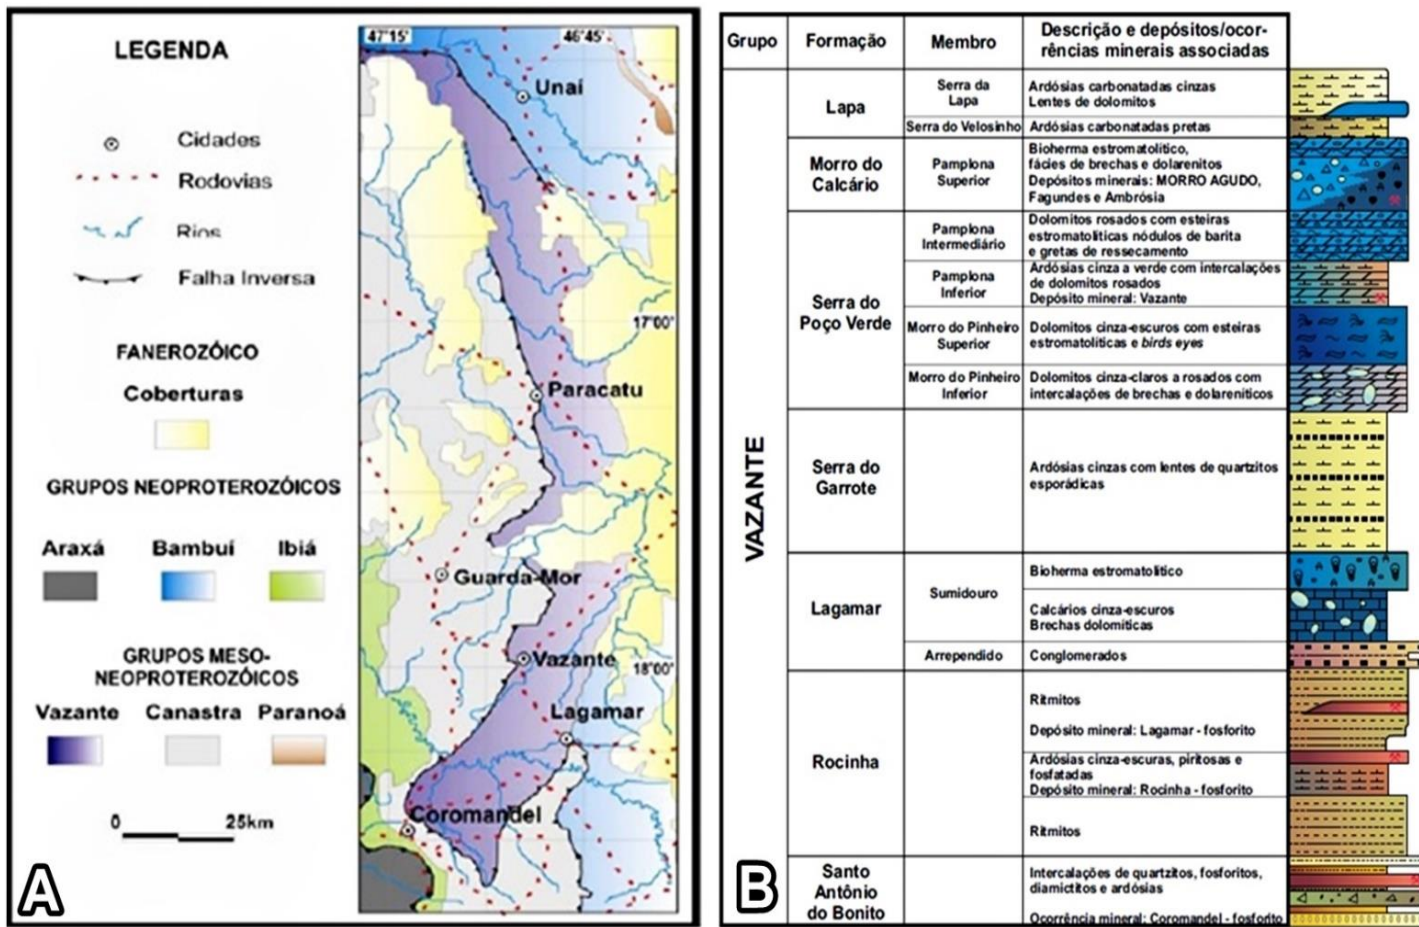 LEGENDA
Cidades
Rodovias
Rios
Falha Inversa
FANEROZÓICO
Coberturas
GRUPOS NEOPROTEROZÓICOS
Araxá Bambuí Ibiá
GRUPOS MESO-
NEOPROTEROZÓICOS
Vazante Canastra Paranoá
0 25km
A
47°15' 46°45'
Unaí
17°00'
Paracatu
Guarda-Mor
Vazante
18°00'
Lagamar
Coromandel
Grupo Formação Membro Descrição e depósitos/ocor-
rências minerais associadas
VAZANTE
Lapa
Serra da
Lapa
Ardósias carbonatadas cinzas
Lentes de dolomitos
Serra do Velosinho Ardósias carbonatadas pretas
Morro do
Calcário
Pamplona
Superior
Bioherma estromatolítico,
fácies de brechas e dolarenitos
Depósitos minerais: MORRO AGUDO,
Fagundes e Ambrósia
Serra do
Poço Verde
Pamplona
Intermediário
Dolomitos rosados com esteiras
estromatolíticas nódulos de barita
e gretas de ressecamento
Pamplona
Inferior
Ardósias cinza a verde com intercalações
de dolomitos rosados
Depósito mineral: Vazante
Morro do Pinheiro
Superior
Dolomitos cinza-escuros com esteiras
estromatolíticas e birds eyes
Morro do Pinheiro
Inferior
Dolomitos cinza-claros a rosados com
intercalações de brechas e dolareníticos
Serra do
Garrote
Ardósias cinzas com lentes de quartzitos
esporádicas
Lagamar
Sumidouro
Bioherma estromatolítico
Calcários cinza-escuros
Brechas dolomíticas
Arrependido Conglomerados
Rocinha
Ritmitos
Depósito mineral: Lagamar - fosforito
Ardósias cinza-escuras, piritosas e
fosfatadas
Depósito mineral: Rocinha - fosforito
Ritmitos
Santo
Antônio
do Bonito
Intercalações de quartzitos, fosforitos,
diamictitos e ardósias
Ocorrência mineral: Coromandel - fosforito
B